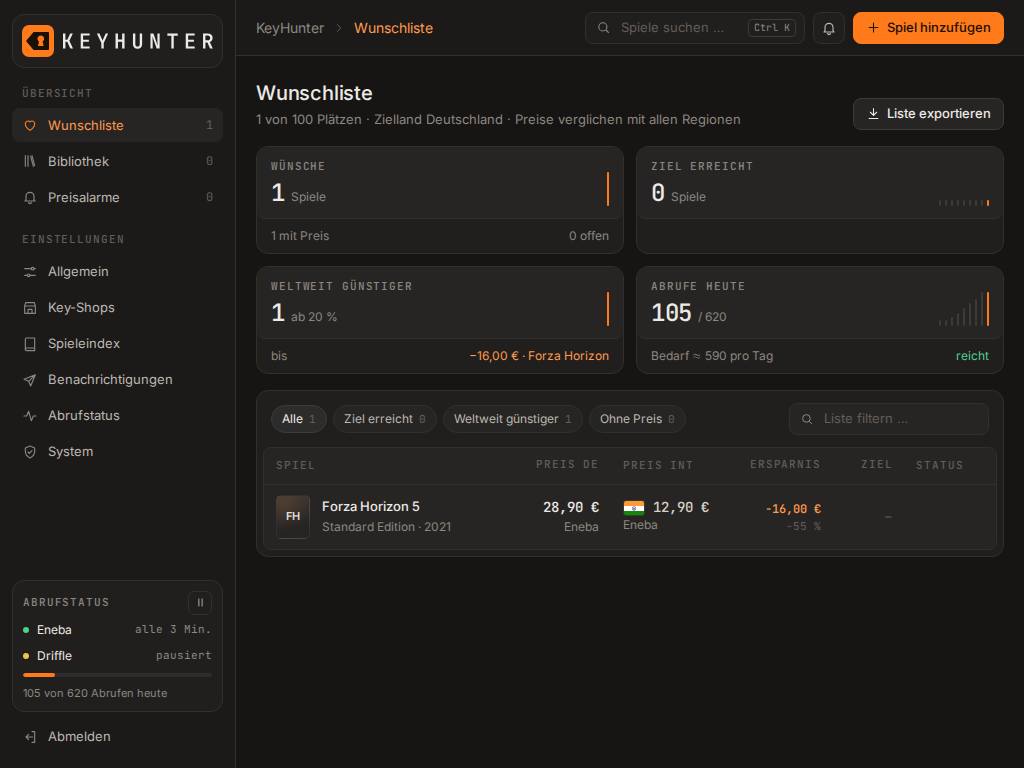 KEYHUNTER
ÜBERSICHT
Wunschliste 1
Bibliothek 0
Preisalarme 0
EINSTELLUNGEN
Allgemein
Key-Shops
Spieleindex
Benachrichtigungen
Abrufstatus
System
ABRUFSTATUS
Eneba alle 3 Min.
Driffle pausiert
105 von 620 Abrufen heute
Abmelden
KeyHunter > Wunschliste
Spiele suchen ... Ctrl K
Spiel hinzufügen
Wunschliste
1 von 100 Plätzen · Zielland Deutschland · Preise verglichen mit allen Regionen
Liste exportieren
WÜNSCHE
1 Spiele
1 mit Preis 0 offen
ZIEL ERREICHT
0 Spiele
WELTWEIT GÜNSTIGER
1 ab 20 %
bis −16,00 € · Forza Horizon
ABRUFE HEUTE
105 / 620
Bedarf ≈ 590 pro Tag reicht
Alle 1 Ziel erreicht 0 Weltweit günstiger 1 Ohne Preis 0
Liste filtern ...
SPIEL PREIS DE PREIS INT ERSPARNIS ZIEL STATUS
FH
Forza Horizon 5 28,90 € 12,90 € -16,00 € —
Standard Edition · 2021 Eneba Eneba -55 %